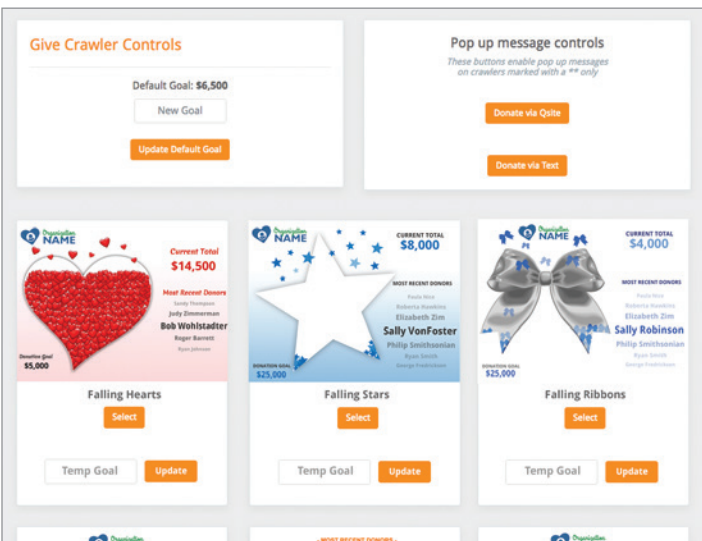 Give Crawler Controls
Default Goal: $6,500
New Goal
Update Default Goal
Pop up message controls
These buttons enable pop up messages
on crawlers marked with a ** only
Donate via Qsite
Donate via Text
Organization
NAME
Current Total
$14,500
Most Recent Donors
Sandy Thompson
Judy Zimmerman
Bob Wohlstadter
Roger Barrett
Ryan Johnson
Donation Goal
$5,000
Falling Hearts
Select
Temp Goal
Update
Organization
NAME
CURRENT TOTAL
$8,000
MOST RECENT DONORS
Paula Nice
Roberta Hawkins
Elizabeth Zim
Sally VonFoster
Philip Smithsonian
Ryan Smith
George Fredrickson
DONATION GOAL
$25,000
Falling Stars
Select
Temp Goal
Update
Organization
NAME
CURRENT TOTAL
$4,000
MOST RECENT DONORS
Paula Nice
Roberta Hawkins
Elizabeth Zim
Sally Robinson
Philip Smithsonian
Ryan Smith
George Fredrickson
DONATION GOAL
$25,000
Falling Ribbons
Select
Temp Goal
Update
Organization
- MOST RECENT DONORS -
Organization